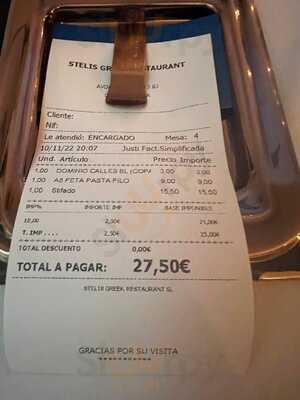 STELIS GREEK RESTAURANT
Cliente:
Nif:
Le atendió: ENCARGADO Mesa: 4
10/11/22 20:07 Justi Fact.Simplificada
Und. Artículo Precio Importe
1,00 DOMINIO CALLES BL (COPA 3,00 3,00
1,00 A8 FETA PASTA FILO 9,00 9,00
1,00 Stifado 15,50 15,50
IMP% IMPORTE IMP BASE IMPONIBLE
10,00 2,50€ 25,00€
T.IMP.... 2,50€ 25,00€
TOTAL DESCUENTO 0,00€
TOTAL A PAGAR: 27,50€
STELIS GREEK RESTAURANT SL
GRACIAS POR SU VISITA